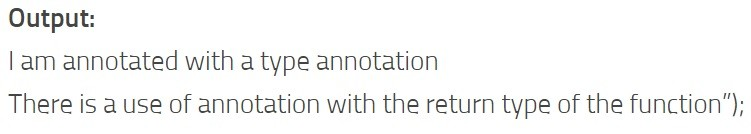 Output:
I am annotated with a type annotation
There is a use of annotation with the return type of the function");